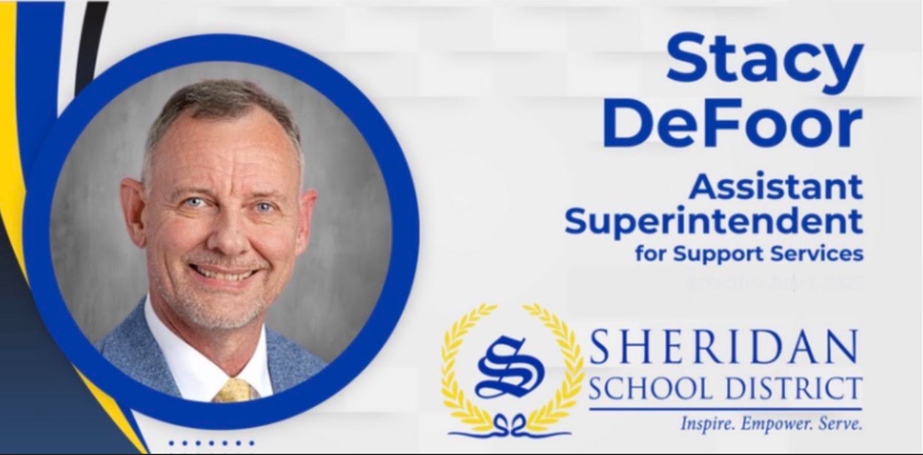 Stacy
DeFoor
Assistant
Superintendent
for Support Services
S
SHERIDAN
SCHOOL DISTRICT
Inspire. Empower. Serve.